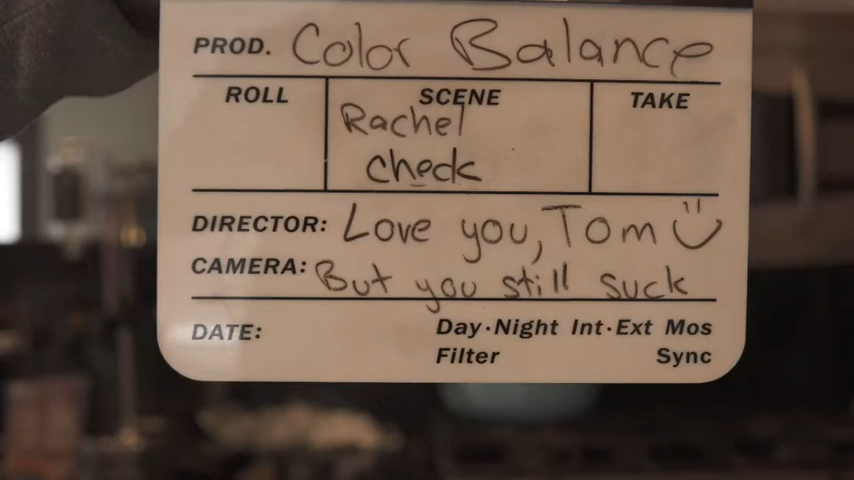 PROD. Color Balance
ROLL SCENE TAKE
Rachel
check
DIRECTOR: Love you, Tom
CAMERA: But you still suck
DATE: Day·Night Int·Ext Mos
Filter Sync